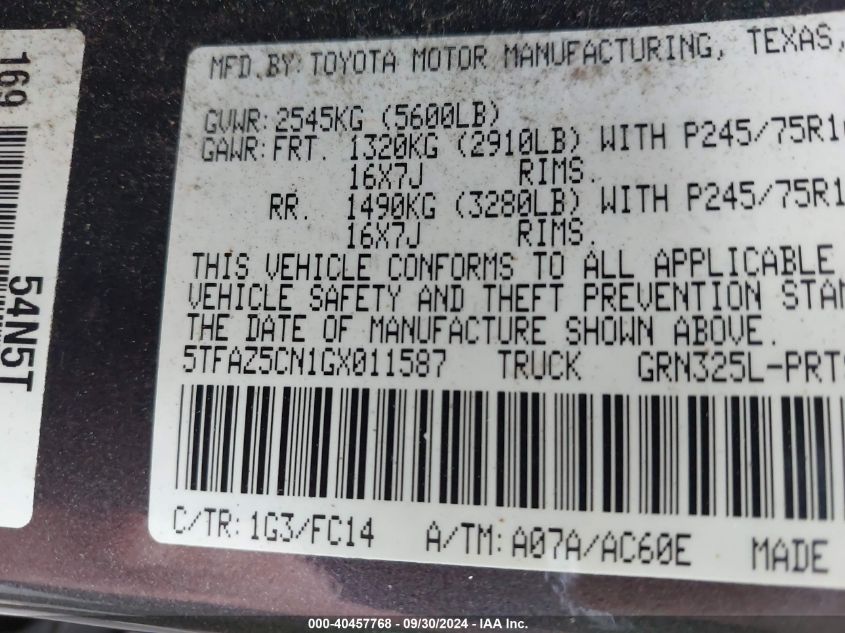 MFD.BY: TOYOTA MOTOR MANUFACTURING, TEXAS,
GVWR: 2545KG (5600LB)
GAWR: FRT. 1320KG (2910LB) WITH P245/75R16
16X7J RIMS.
RR. 1490KG (3280LB) WITH P245/75R1
16X7J RIMS.
THIS VEHICLE CONFORMS TO ALL APPLICABLE
VEHICLE SAFETY AND THEFT PREVENTION STAN
THE DATE OF MANUFACTURE SHOWN ABOVE.
5TFAZ5CN1GX011587 TRUCK GRN325L-PRT
C/TR: 1G3/FC14 A/TM: A07A/AC60E MADE
169
54N5T
000-40457768 - 09/30/2024 - IAA Inc.